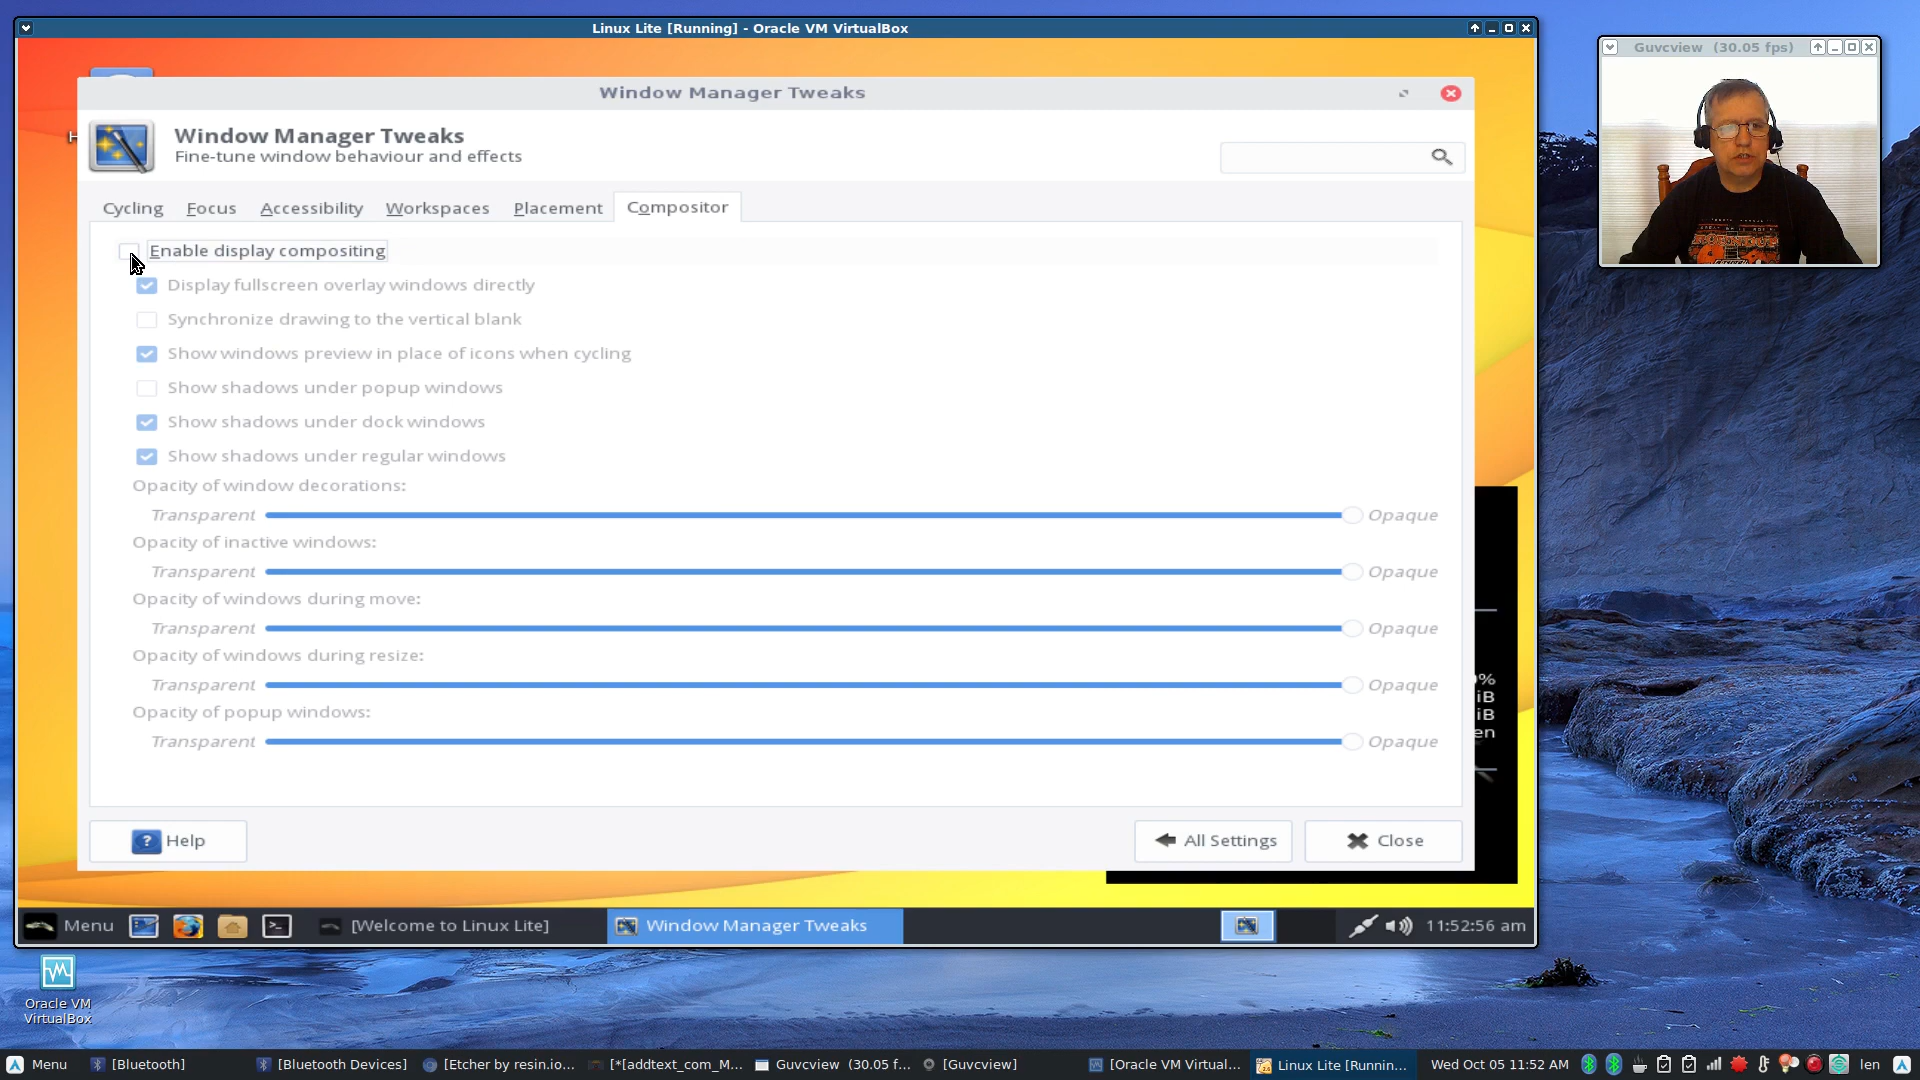 Linux Lite [Running] - Oracle VM VirtualBox
Guvcview (30.05 fps)
Window Manager Tweaks
Window Manager Tweaks
Fine-tune window behaviour and effects
Cycling Focus Accessibility Workspaces Placement Compositor
Enable display compositing
Display fullscreen overlay windows directly
Synchronize drawing to the vertical blank
Show windows preview in place of icons when cycling
Show shadows under popup windows
Show shadows under dock windows
Show shadows under regular windows
Opacity of window decorations:
Transparent Opaque
Opacity of inactive windows:
Transparent Opaque
Opacity of windows during move:
Transparent Opaque
Opacity of windows during resize:
Transparent Opaque
Opacity of popup windows:
Transparent Opaque
%
iB
iB
en
Help All Settings Close
Menu [Welcome to Linux Lite] Window Manager Tweaks 11:52:56 am
Oracle VM
VirtualBox
Menu [Bluetooth] [Bluetooth Devices] [Etcher by resin.io... [*[addtext_com_M... Guvcview (30.05 f... [Guvcview] [Oracle VM Virtual... Linux Lite [Runnin... Wed Oct 05 11:52 AM len